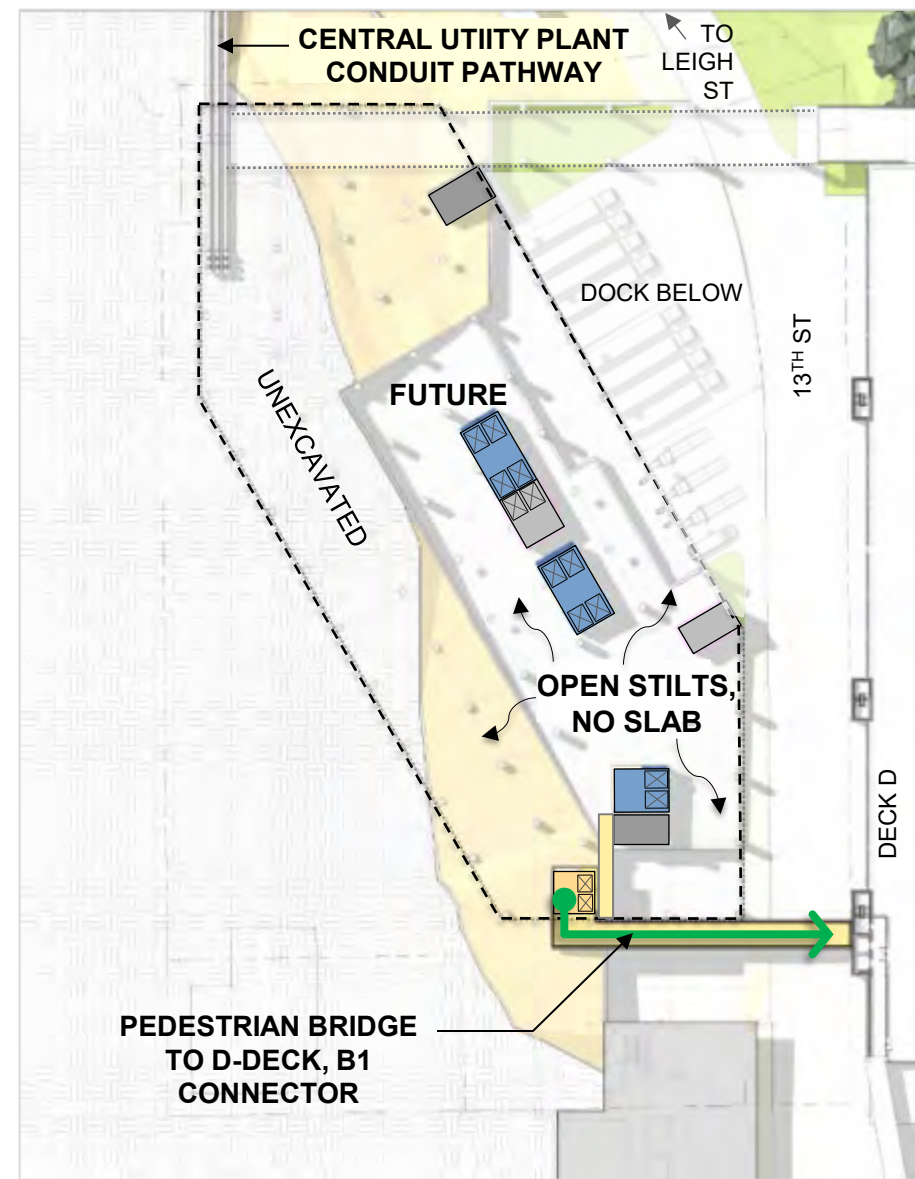 CENTRAL UTIITY PLANT
CONDUIT PATHWAY
TO
LEIGH
ST
DOCK BELOW
13TH ST
UNEXCAVATED
FUTURE
OPEN STILTS,
NO SLAB
DECK D
PEDESTRIAN BRIDGE
TO D-DECK, B1
CONNECTOR